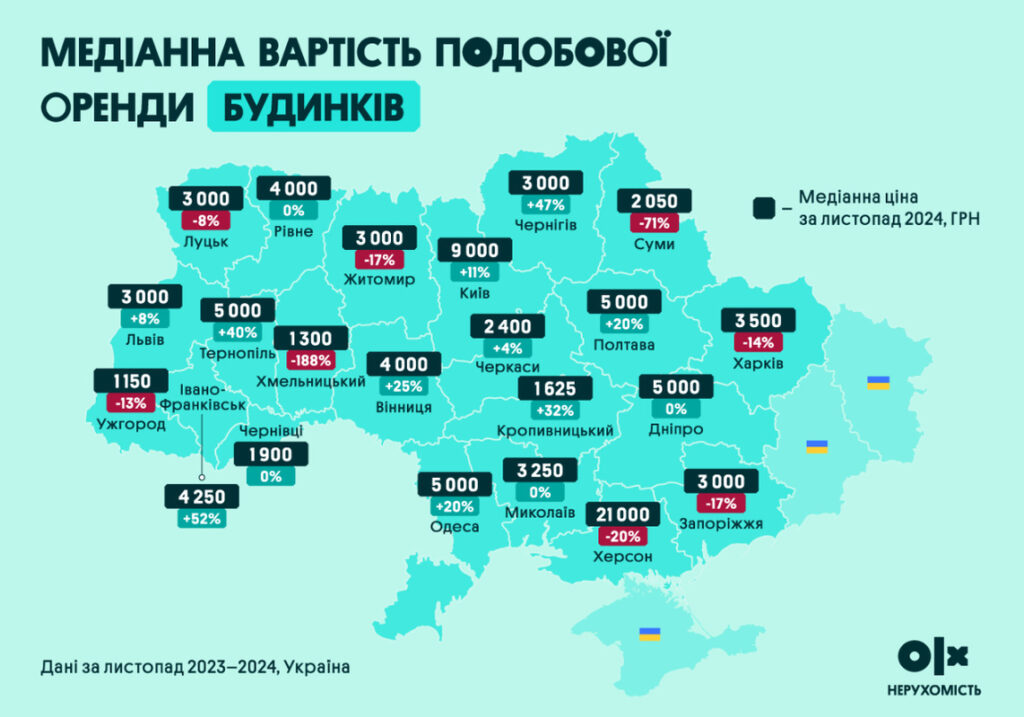 МЕДІАННА ВАРТІСТЬ ПОДОБОВОЇ
ОРЕНДИ БУДИНКІВ
– Медіанна ціна
за листопад 2024, ГРН
3 000
-8%
Луцьк
4 000
0%
Рівне
3 000
-17%
Житомир
9 000
+11%
Київ
3 000
+47%
Чернігів
2 050
-71%
Суми
3 000
+8%
Львів
5 000
+40%
Тернопіль
1 300
-188%
Хмельницький
4 000
+25%
Вінниця
2 400
+4%
Черкаси
5 000
+20%
Полтава
3 500
-14%
Харків
1 150
-13%
Ужгород
Івано-
Франківськ
4 250
+52%
Чернівці
1 900
0%
1 625
+32%
Кропивницький
5 000
0%
Дніпро
5 000
+20%
Одеса
3 250
0%
Миколаїв
21 000
-20%
Херсон
3 000
-17%
Запоріжжя
Дані за листопад 2023–2024, Україна
olx
НЕРУХОМІСТЬ